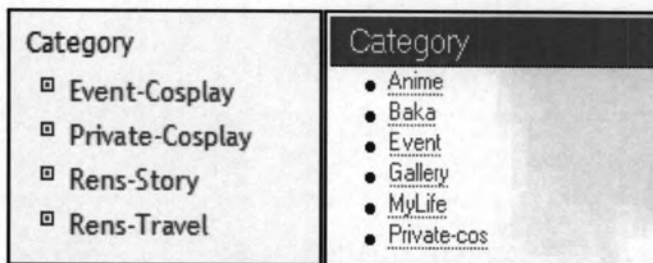 Category
Event-Cosplay
Private-Cosplay
Rens-Story
Rens-Travel
Category
Anime
Baka
Event
Gallery
MyLife
Private-cos